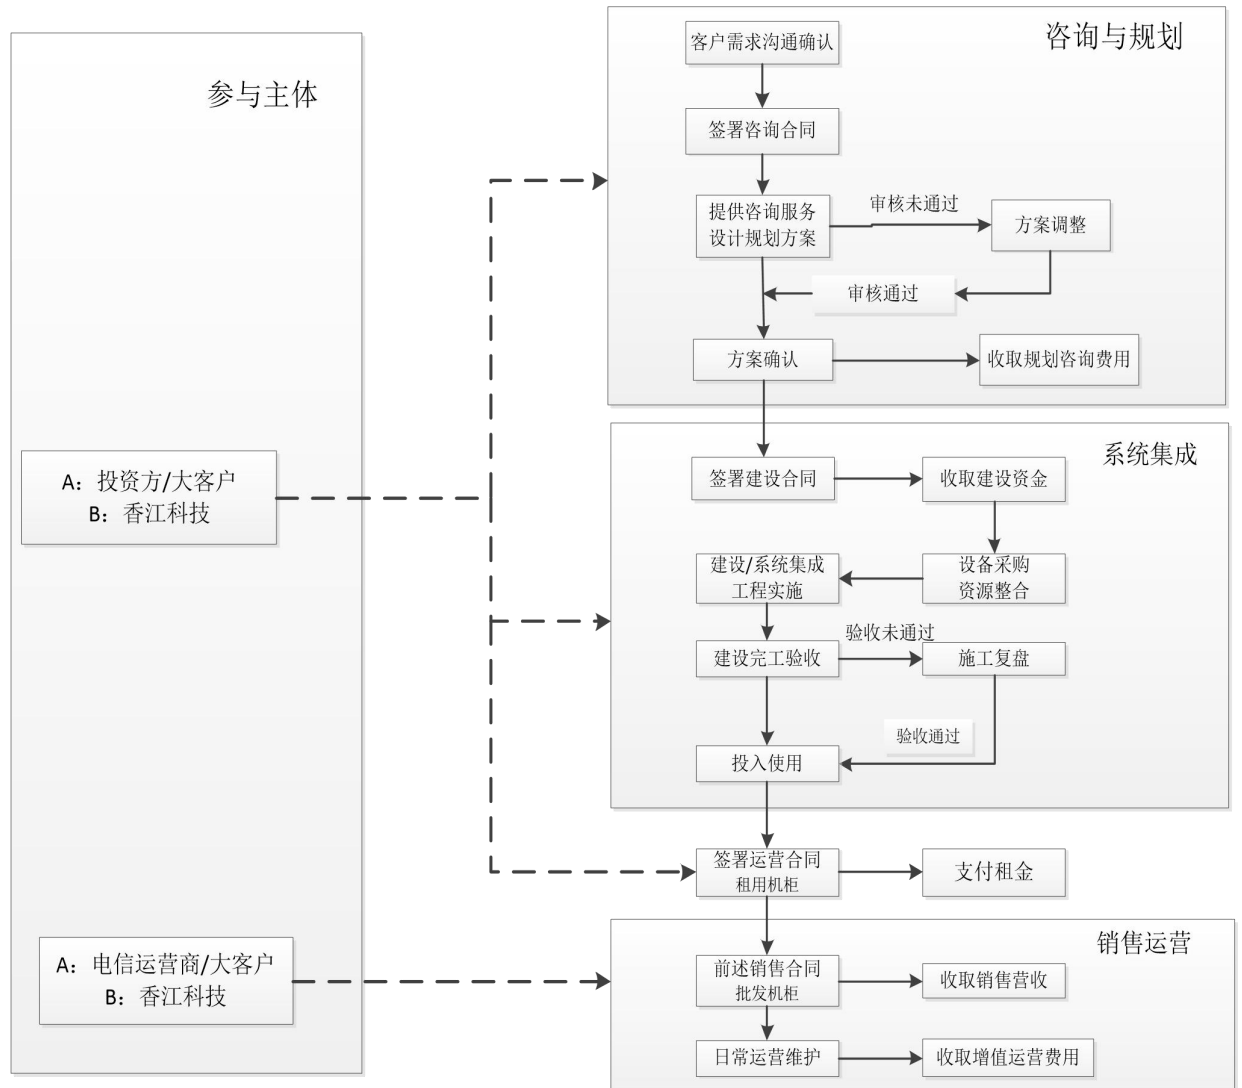 参与主体
A：投资方/大客户
B：香江科技
A：电信运营商/大客户
B：香江科技
咨询与规划
客户需求沟通确认
签署咨询合同
提供咨询服务
设计规划方案
审核未通过
方案调整
审核通过
方案确认
收取规划咨询费用
系统集成
签署建设合同
收取建设资金
设备采购
资源整合
建设/系统集成
工程实施
建设完工验收
验收未通过
施工复盘
验收通过
投入使用
签署运营合同
租用机柜
支付租金
销售运营
前述销售合同
批发机柜
收取销售营收
日常运营维护
收取增值运营费用